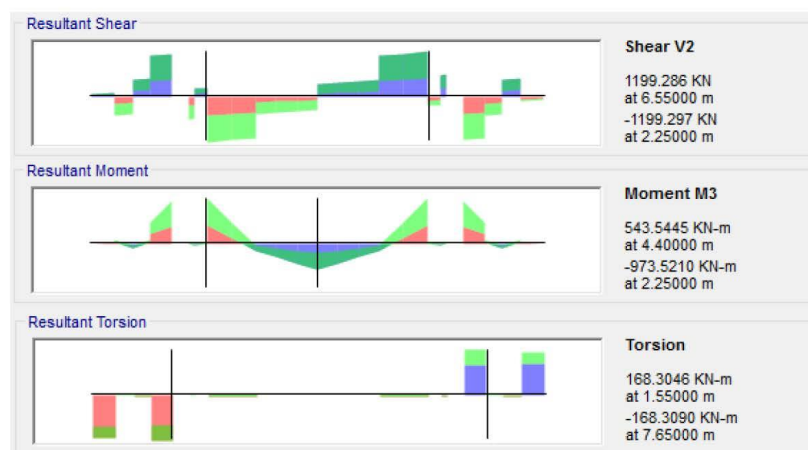 Resultant Shear
Shear V2
1199.286 KN
at 6.55000 m
-1199.297 KN
at 2.25000 m
Resultant Moment
Moment M3
543.5445 KN-m
at 4.40000 m
-973.5210 KN-m
at 2.25000 m
Resultant Torsion
Torsion
168.3046 KN-m
at 1.55000 m
-168.3090 KN-m
at 7.65000 m